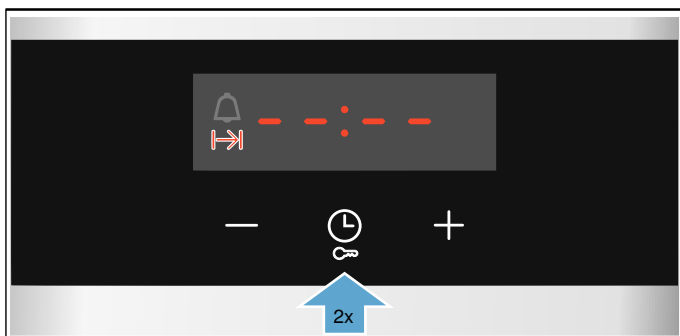 – –:– –
2x